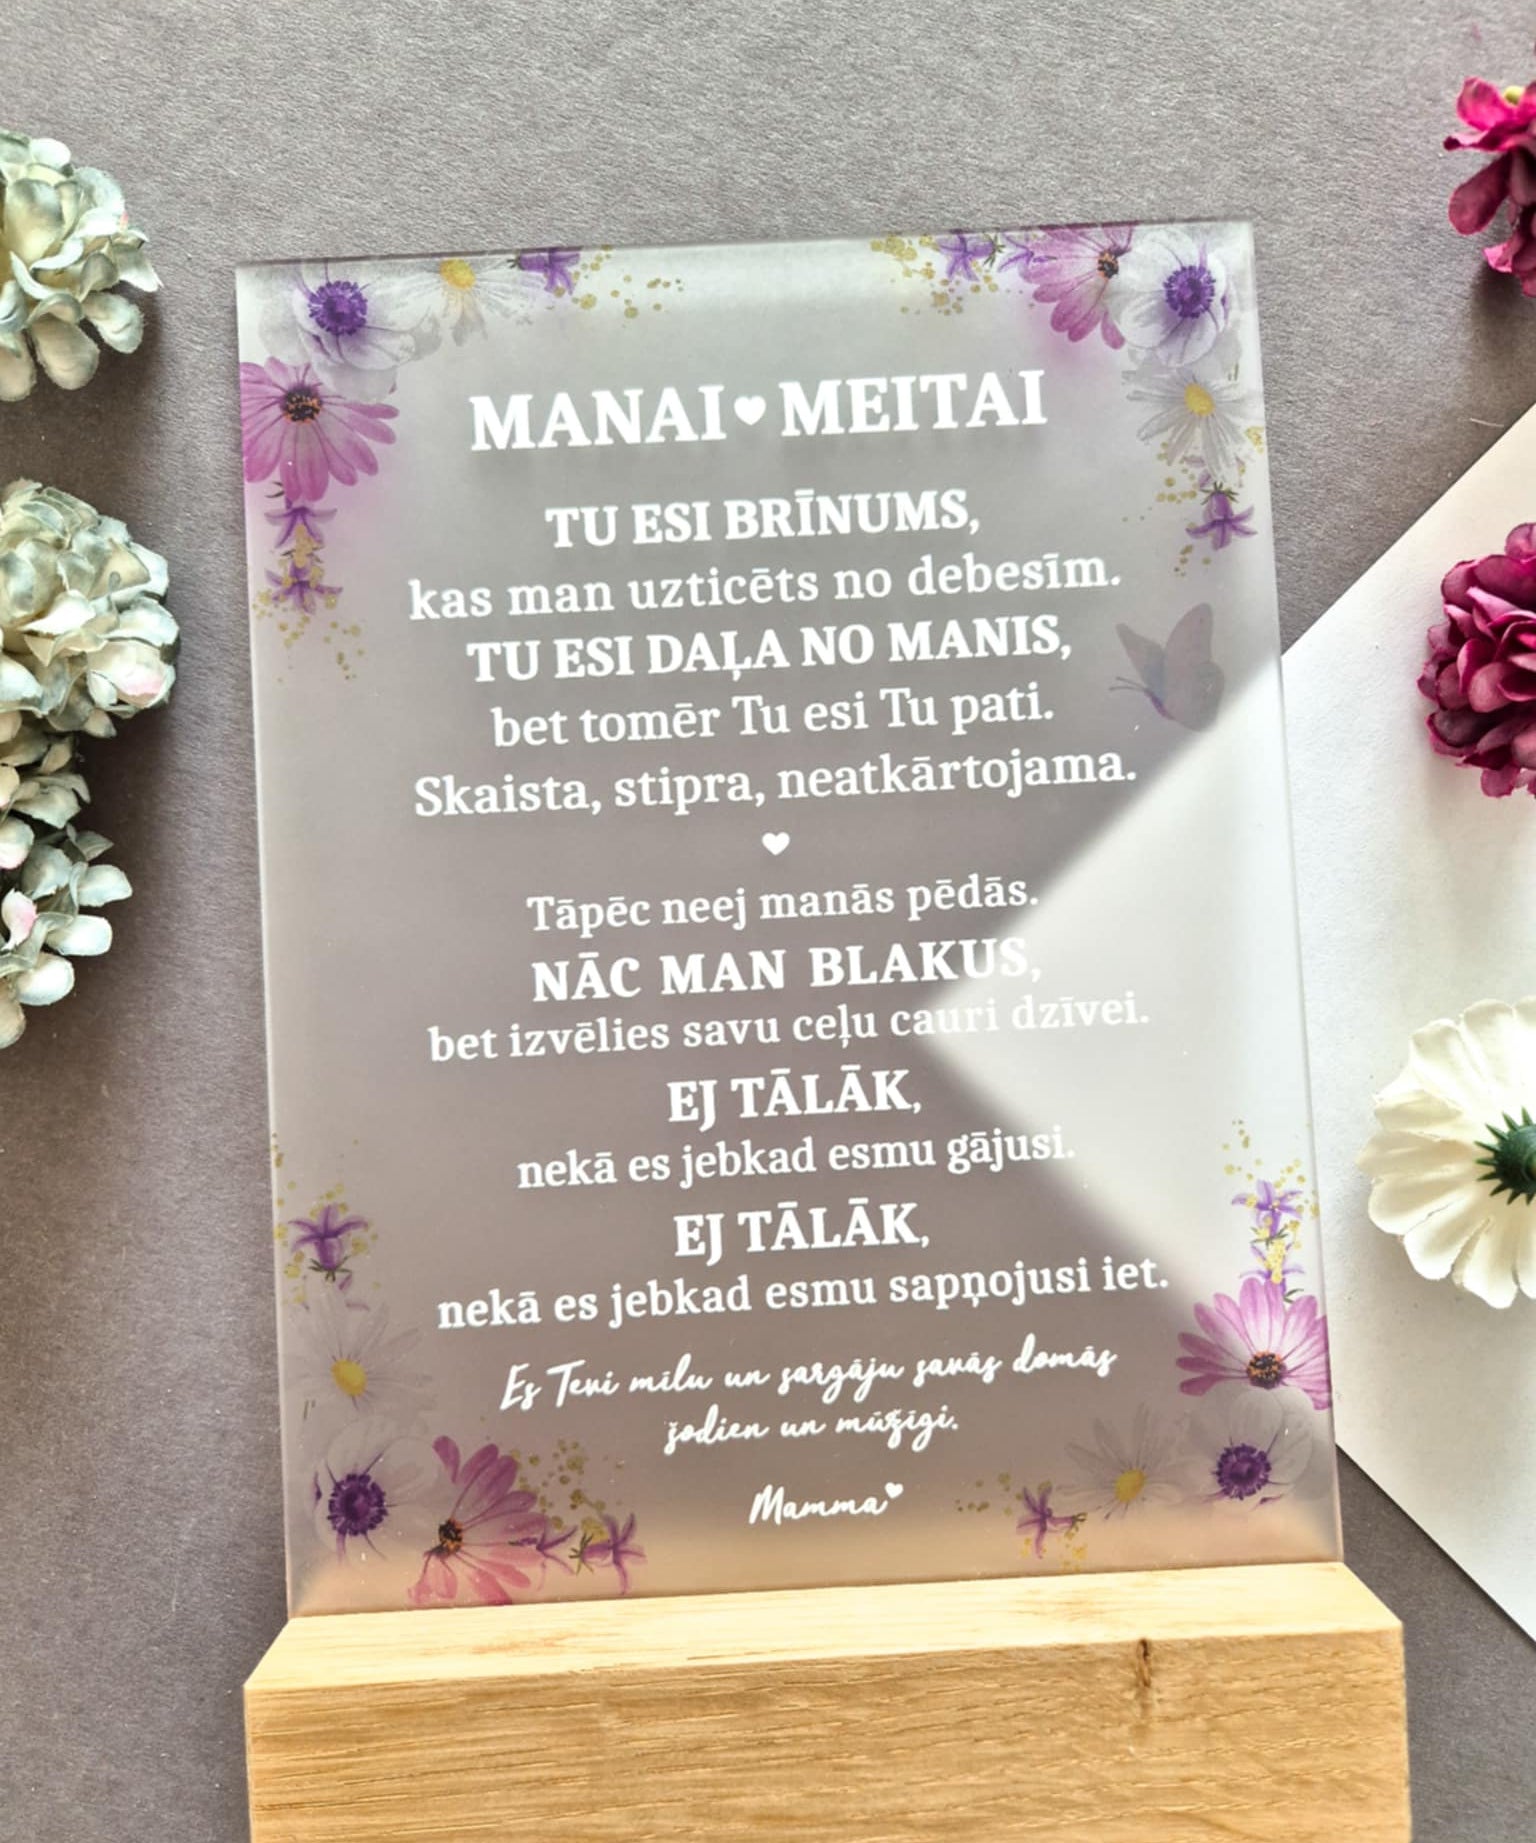 MANAI ♥ MEITAI
TU ESI BRĪNUMS,
kas man uzticēts no debesīm.
TU ESI DAĻA NO MANIS,
bet tomēr Tu esi Tu pati.
Skaista, stipra, neatkārtojama.
♥
Tāpēc neej manās pēdās.
NĀC MAN BLAKUS,
bet izvēlies savu ceļu cauri dzīvei.
EJ TĀLĀK,
nekā es jebkad esmu gājusi.
EJ TĀLĀK,
nekā es jebkad esmu sapņojusi iet.
Es Tevi mīlu un sargāju savās domās
šodien un mūžīgi.
Mamma♥